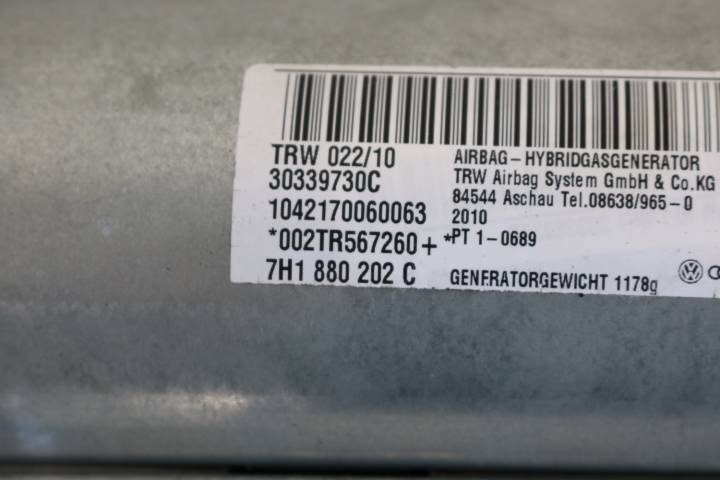 TRW 022/10
30339730C
1042170060063
*002TR567260+
7H1 880 202 C
AIRBAG-HYBRIDGASGENERATOR
TRW Airbag System GmbH & Co.KG
84544 Aschau Tel.08638/965-0
2010
*PT 1-0689
GENERATORGEWICHT 1178g